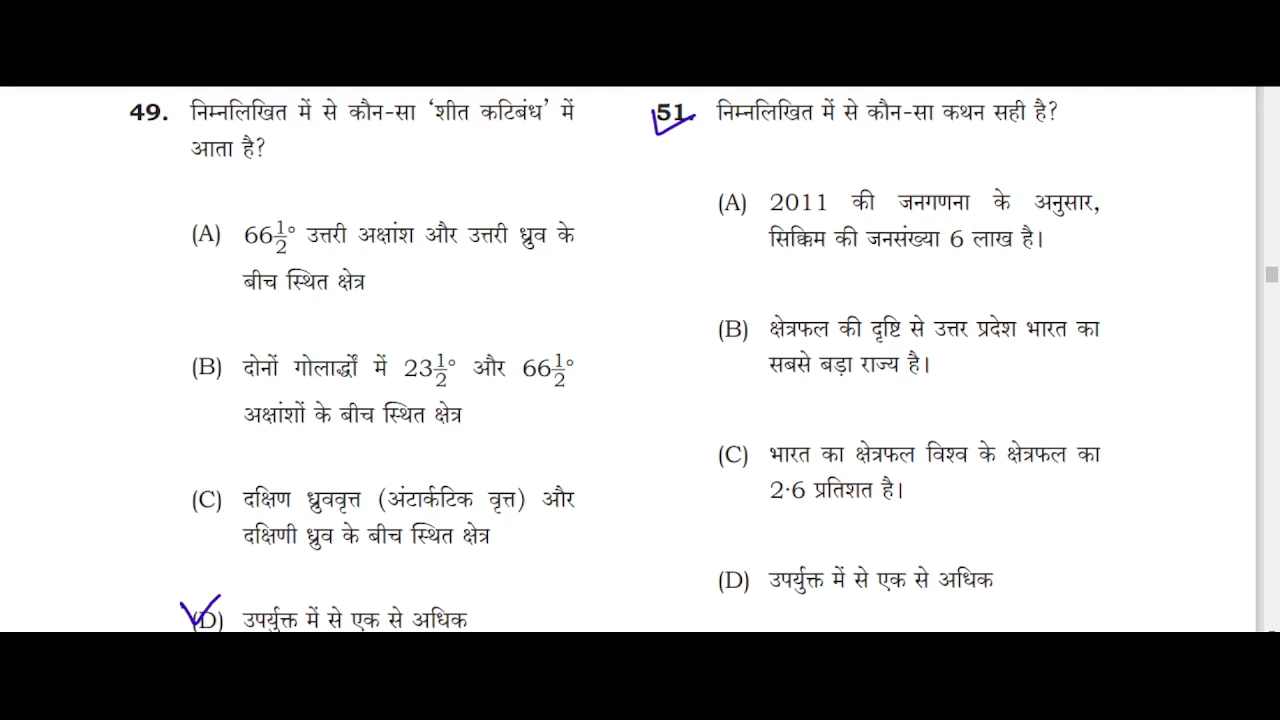 49. निम्नलिखित में से कौन-सा ‘शीत कटिबंध’ में
आता है?
(A) 66½° उत्तरी अक्षांश और उत्तरी ध्रुव के
बीच स्थित क्षेत्र
(B) दोनों गोलार्द्धों में 23½° और 66½°
अक्षांशों के बीच स्थित क्षेत्र
(C) दक्षिण ध्रुववृत्त (अंटार्कटिक वृत्त) और
दक्षिणी ध्रुव के बीच स्थित क्षेत्र
(D) उपर्युक्त में से एक से अधिक
51. निम्नलिखित में से कौन-सा कथन सही है?
(A) 2011 की जनगणना के अनुसार,
सिक्किम की जनसंख्या 6 लाख है।
(B) क्षेत्रफल की दृष्टि से उत्तर प्रदेश भारत का
सबसे बड़ा राज्य है।
(C) भारत का क्षेत्रफल विश्व के क्षेत्रफल का
2·6 प्रतिशत है।
(D) उपर्युक्त में से एक से अधिक